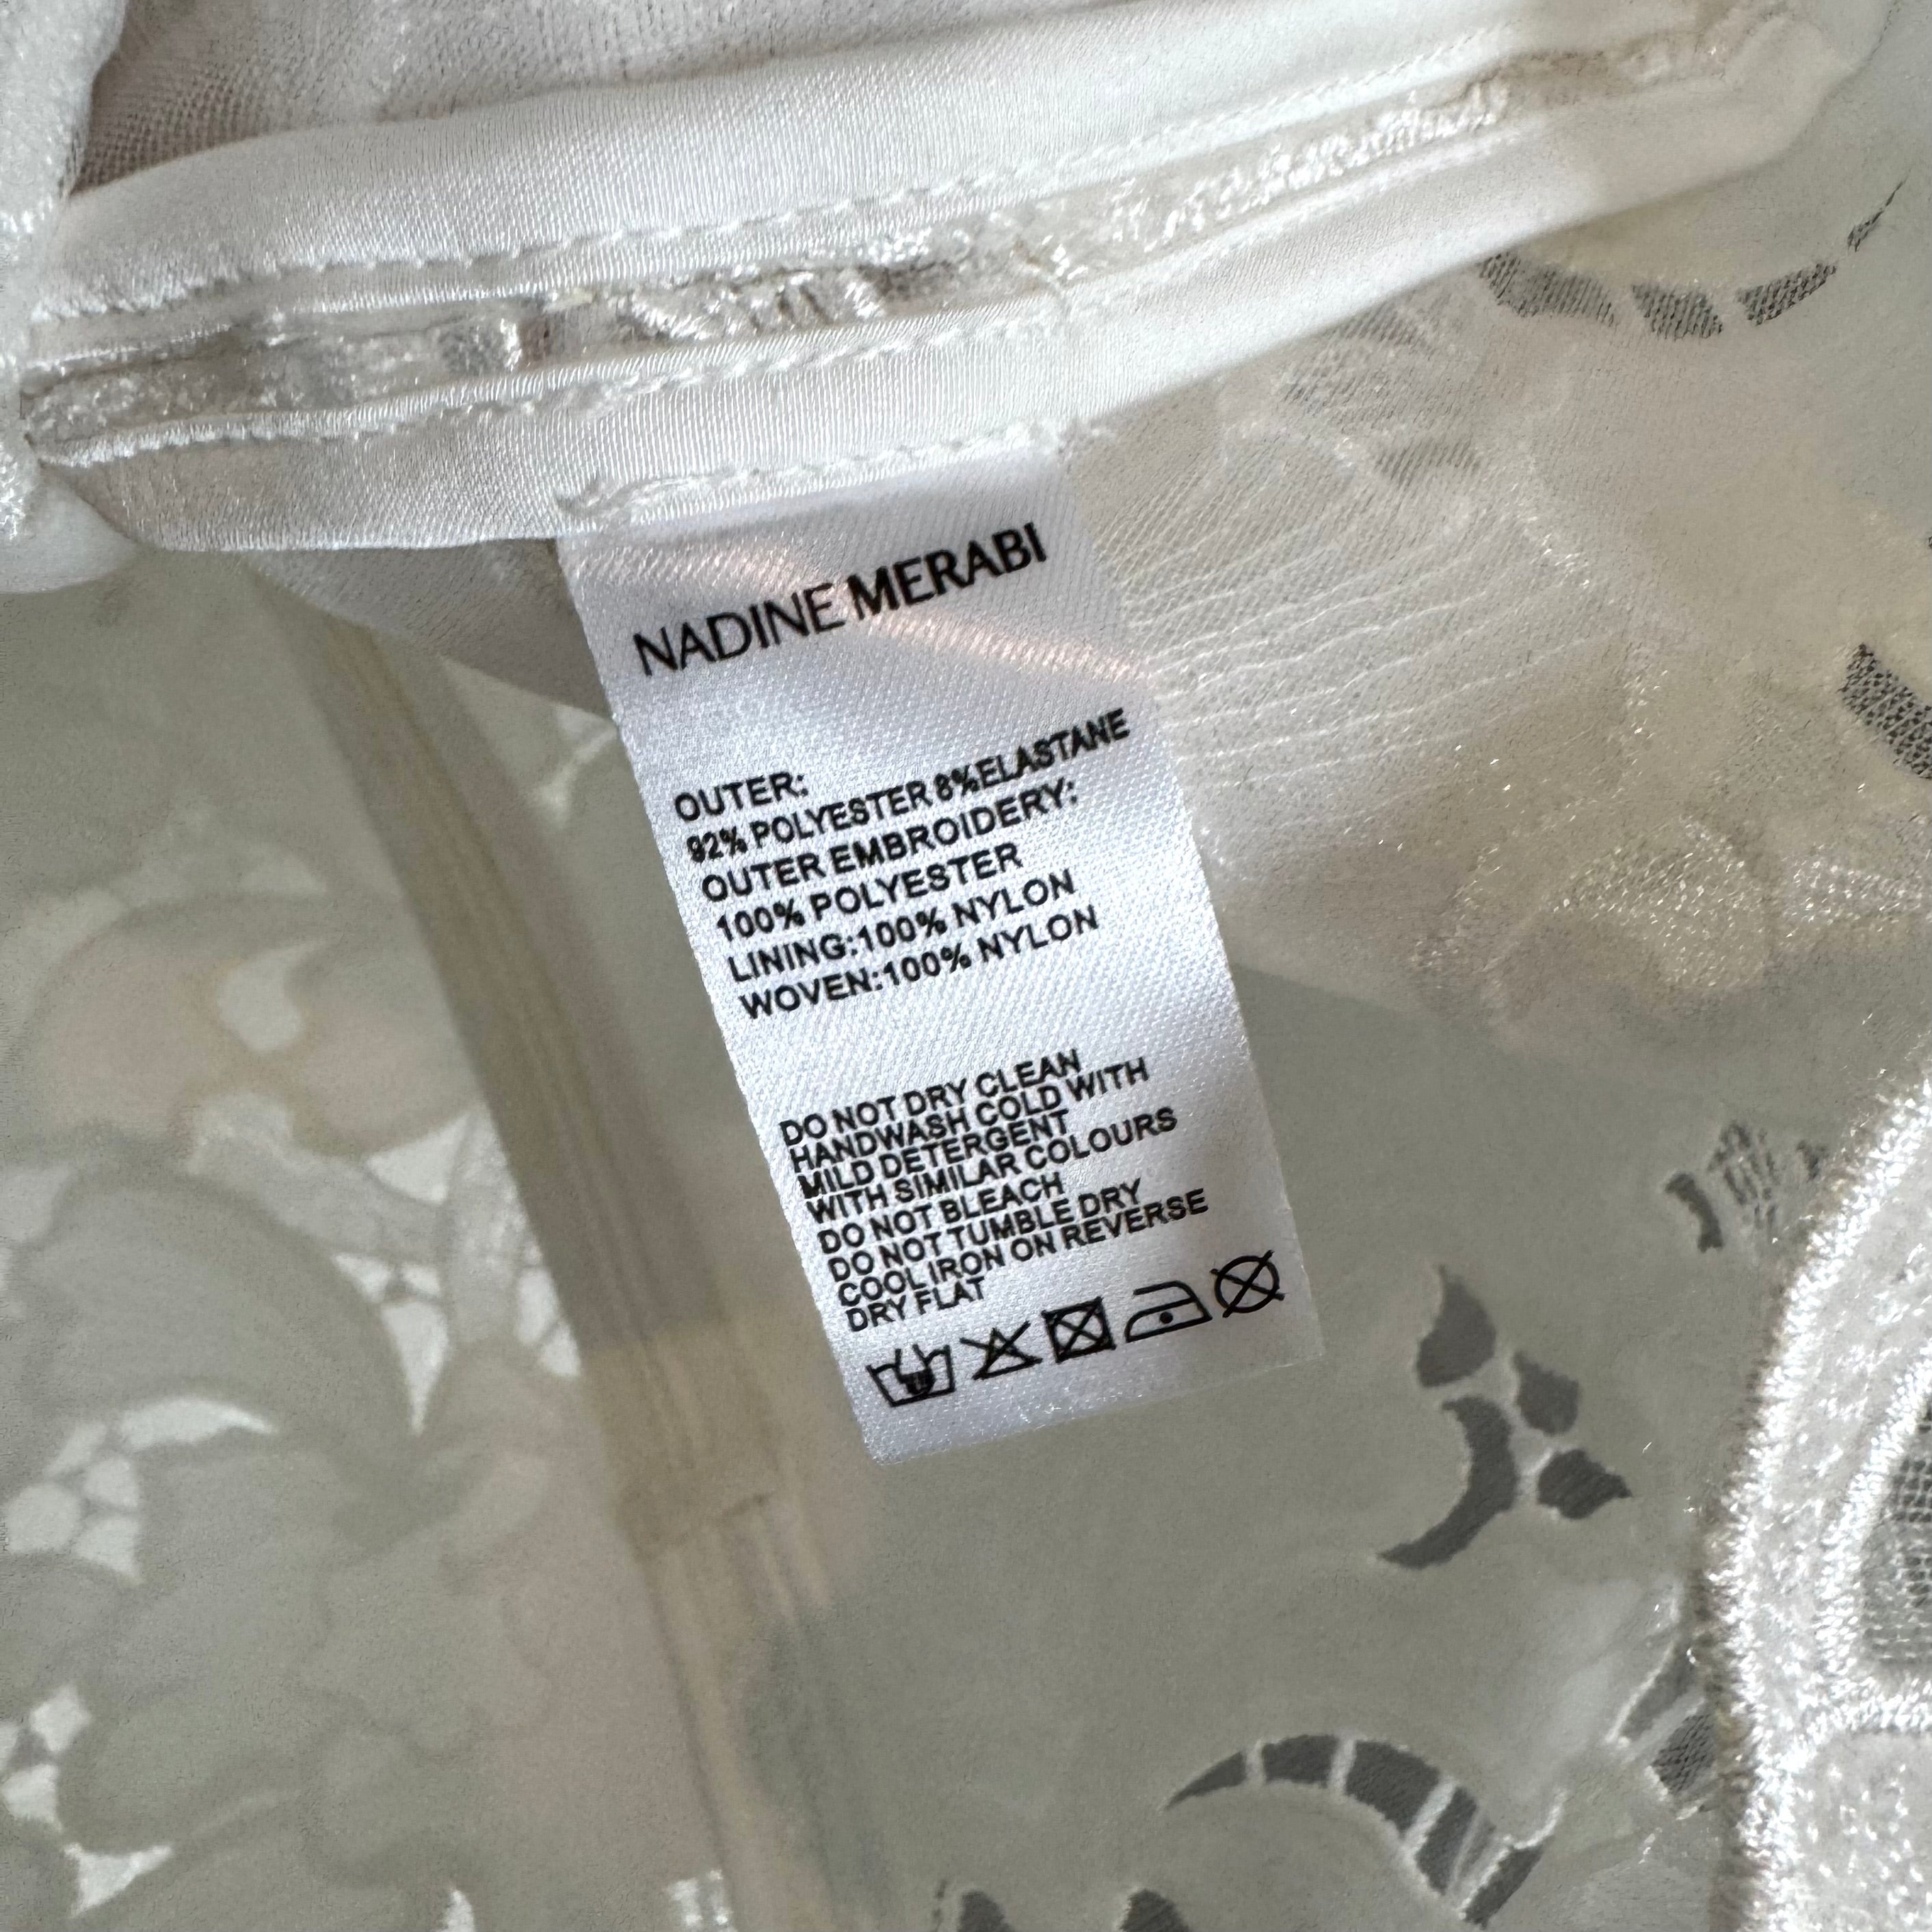 NADINE MERABI
OUTER:
92% POLYESTER 8%ELASTANE
OUTER EMBROIDERY:
100% POLYESTER
LINING:100% NYLON
WOVEN:100% NYLON
DO NOT DRY CLEAN
HANDWASH COLD WITH
MILD DETERGENT
WITH SIMILAR COLOURS
DO NOT BLEACH
DO NOT TUMBLE DRY
COOL IRON ON REVERSE
DRY FLAT